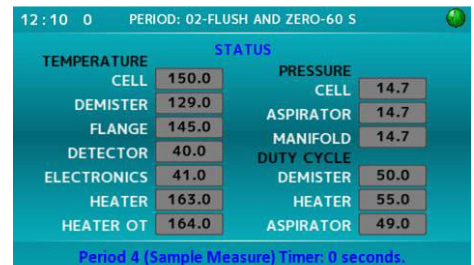 12:10 0 PERIOD: 02-FLUSH AND ZERO-60 S
STATUS
TEMPERATURE
CELL 150.0
DEMISTER 129.0
FLANGE 145.0
DETECTOR 40.0
ELECTRONICS 41.0
HEATER 163.0
HEATER OT 164.0
PRESSURE
CELL 14.7
ASPIRATOR 14.7
MANIFOLD 14.7
DUTY CYCLE
DEMISTER 50.0
HEATER 55.0
ASPIRATOR 49.0
Period 4 (Sample Measure) Timer: 0 seconds.